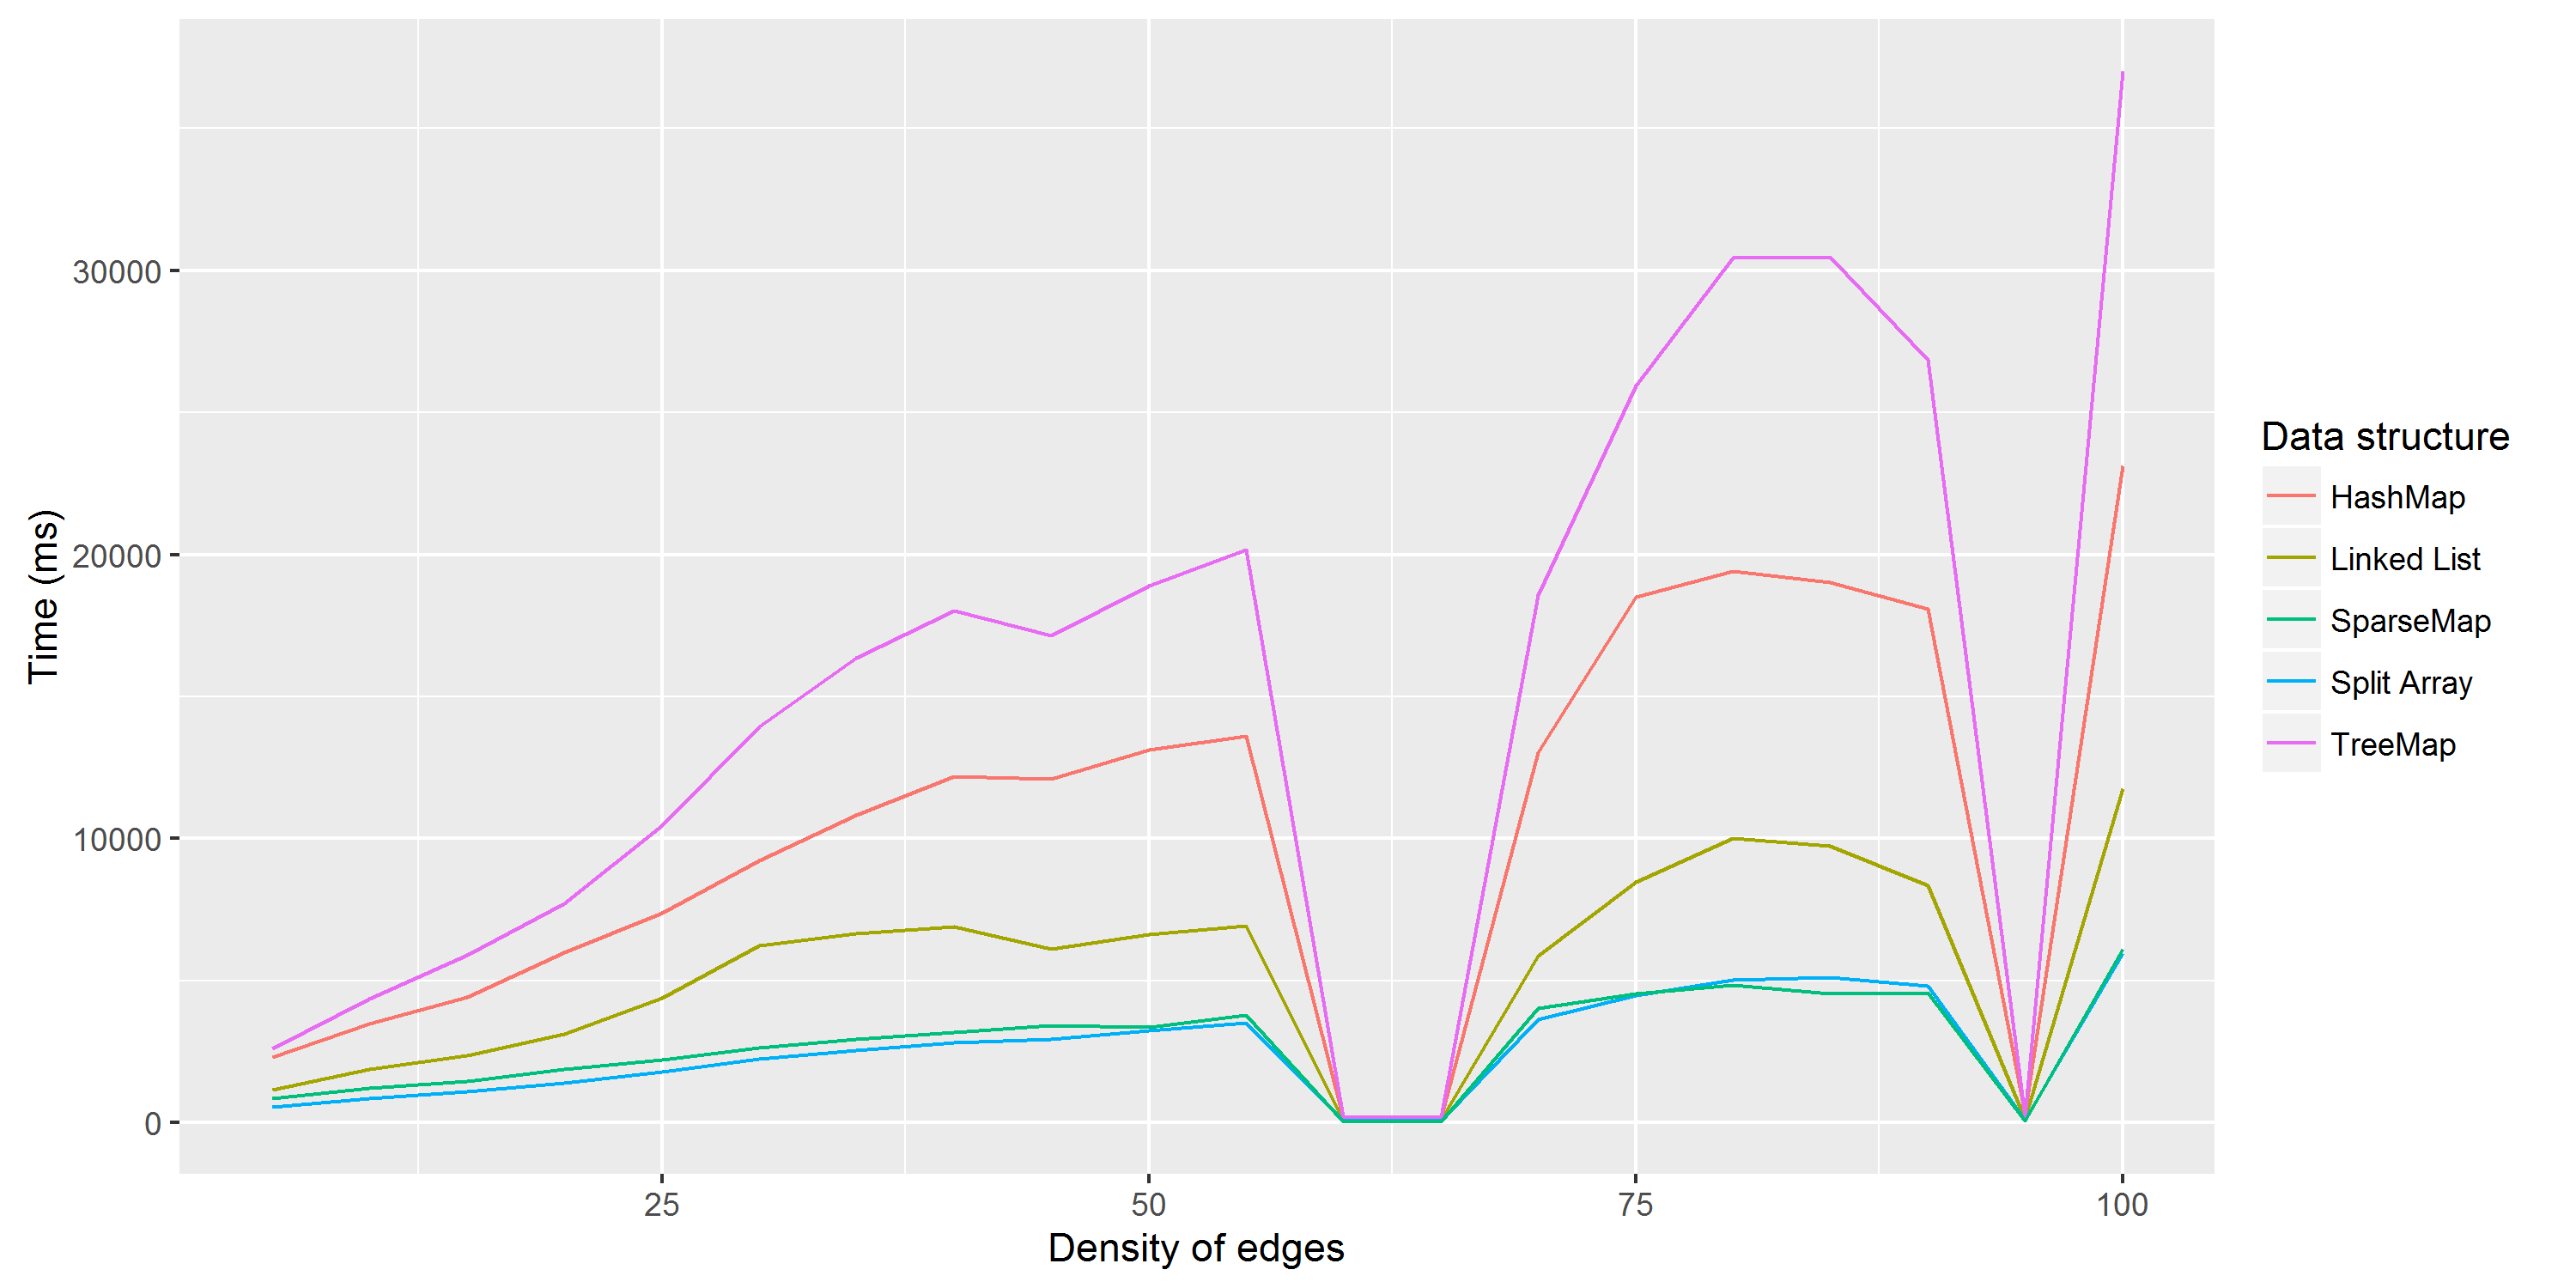 Time (ms)
30000
20000
10000
0
25
50
75
100
Density of edges
Data structure
HashMap
Linked List
SparseMap
Split Array
TreeMap